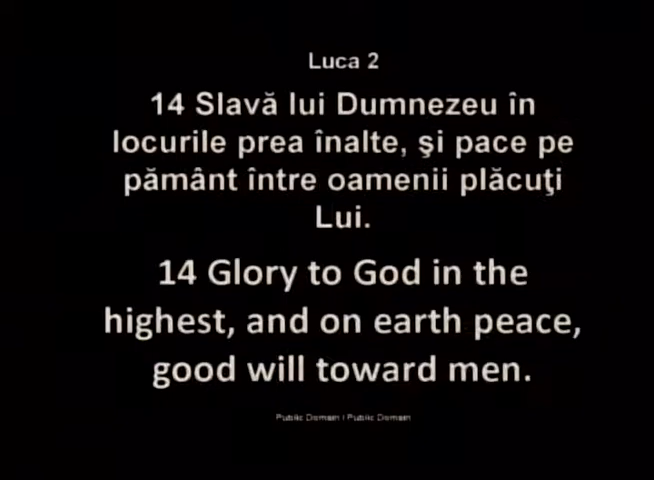 Luca 2
14 Slavă lui Dumnezeu în
locurile prea înalte, şi pace pe
pământ între oamenii plăcuţi
Lui.
14 Glory to God in the
highest, and on earth peace,
good will toward men.
Public Domain | Public Domain